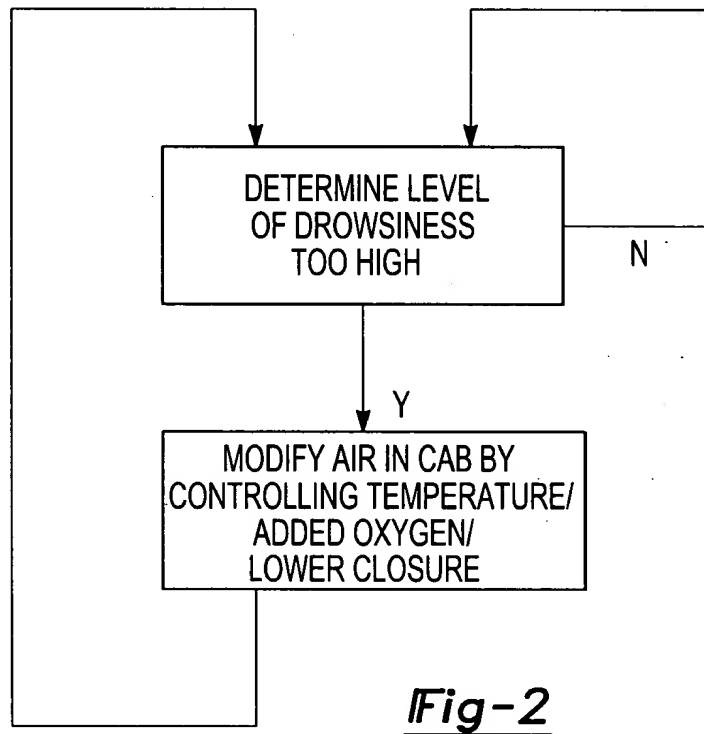 DETERMINE LEVEL
OF DROWSINESS
TOO HIGH
N
Y
MODIFY AIR IN CAB BY
CONTROLLING TEMPERATURE/
ADDED OXYGEN/
LOWER CLOSURE
Fig-2